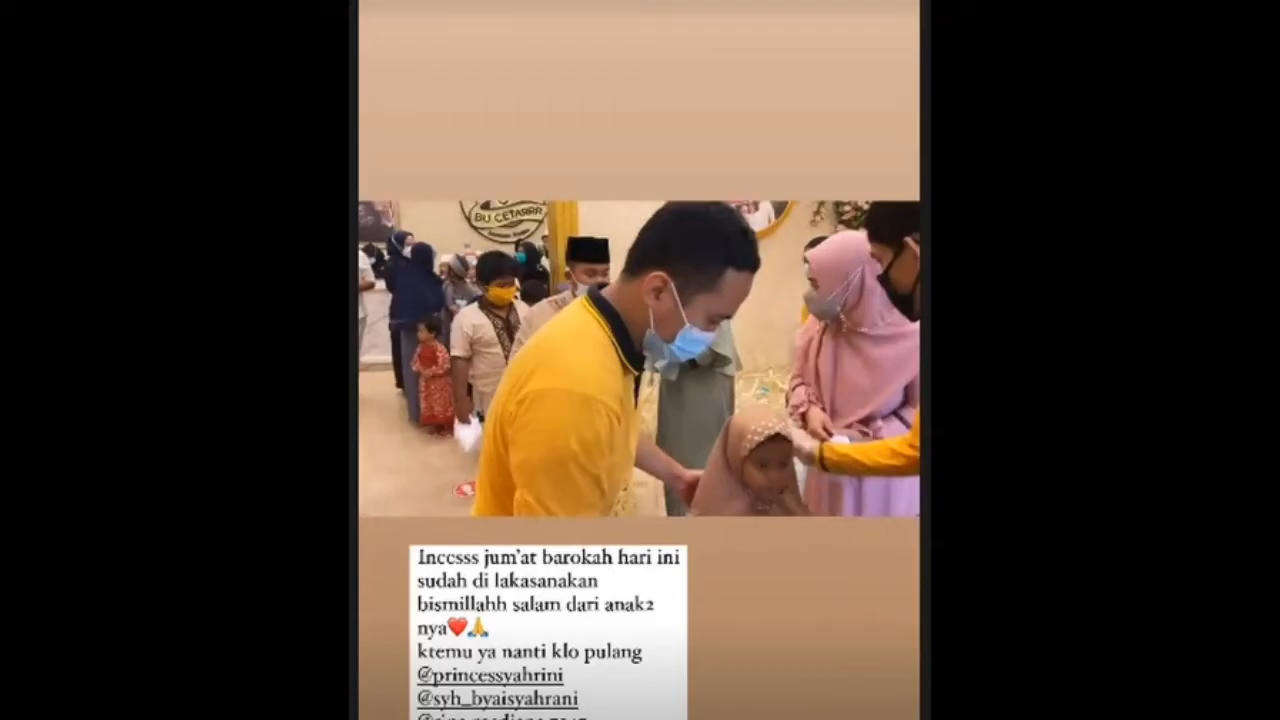 BU CETARRR
Incesss jum'at barokah hari ini
sudah di lakasanakan
bismillahh salam dari anak2
nya❤️🙏
ktemu ya nanti klo pulang
@princessyahrini
@syh_byaisyahrani